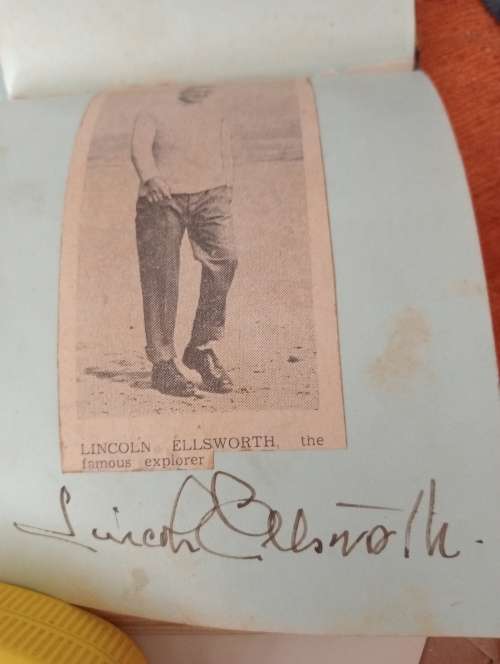 LINCOLN ELLSWORTH, the
famous explorer
Lincoln Ellsworth.